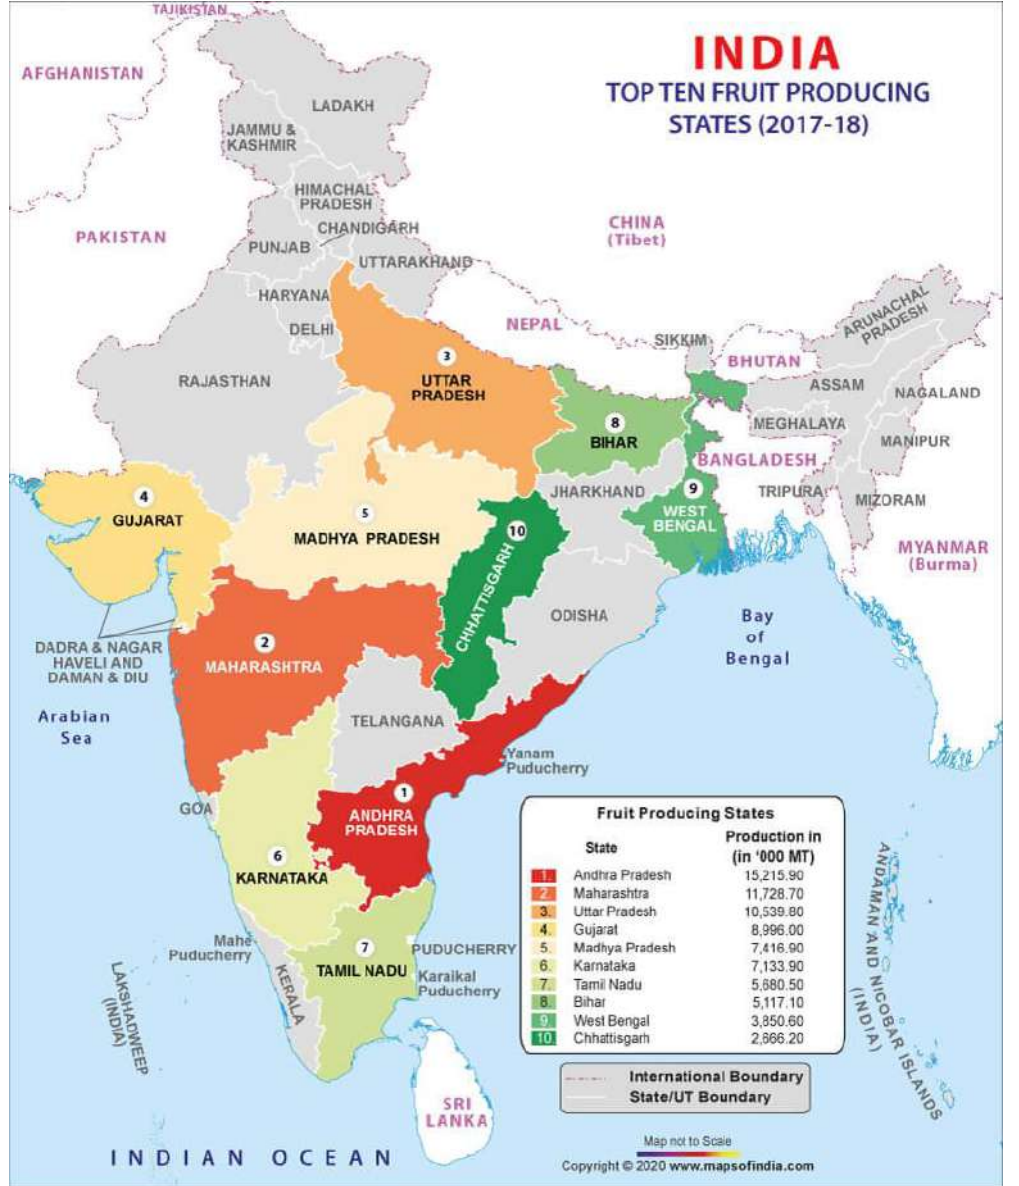 INDIA
TOP TEN FRUIT PRODUCING
STATES (2017-18)
TAJIKISTAN
AFGHANISTAN
LADAKH
JAMMU &
KASHMIR
HIMACHAL
PRADESH
PAKISTAN
CHANDIGARH
PUNJAB
UTTARAKHAND
CHINA
(Tibet)
HARYANA
DELHI
NEPAL
SIKKIM
BHUTAN
ARUNACHAL
PRADESH
RAJASTHAN
3
UTTAR
PRADESH
ASSAM
NAGALAND
8
BIHAR
MEGHALAYA
MANIPUR
BANGLADESH
4
GUJARAT
5
MADHYA PRADESH
JHARKHAND
9
WEST
BENGAL
TRIPURA
MIZORAM
10
CHHATTISGARH
MYANMAR
(Burma)
ODISHA
Bay
of
Bengal
DADRA & NAGAR
HAVELI AND
DAMAN & DIU
2
MAHARASHTRA
Arabian
Sea
TELANGANA
Yanam
Puducherry
GOA
1
ANDHRA
PRADESH
6
KARNATAKA
Mahe
Puducherry
7
TAMIL NADU
PUDUCHERRY
Karaikal
Puducherry
KERALA
LAKSHADWEEP
(INDIA)
ANDAMAN AND NICOBAR ISLANDS
(INDIA)
SRI
LANKA
INDIAN OCEAN
Fruit Producing States
State Production in
(in '000 MT)
1. Andhra Pradesh 15,215.90
2 Maharashtra 11,728.70
3. Uttar Pradesh 10,539.80
4. Gujarat 8,996.00
5. Madhya Pradesh 7,416.90
6. Karnataka 7,133.90
7. Tamil Nadu 5,680.50
8. Bihar 5,117.10
9 West Bengal 3,850.60
10 Chhattisgarh 2,666.20
International Boundary
State/UT Boundary
Map not to Scale
Copyright © 2020 www.mapsofindia.com